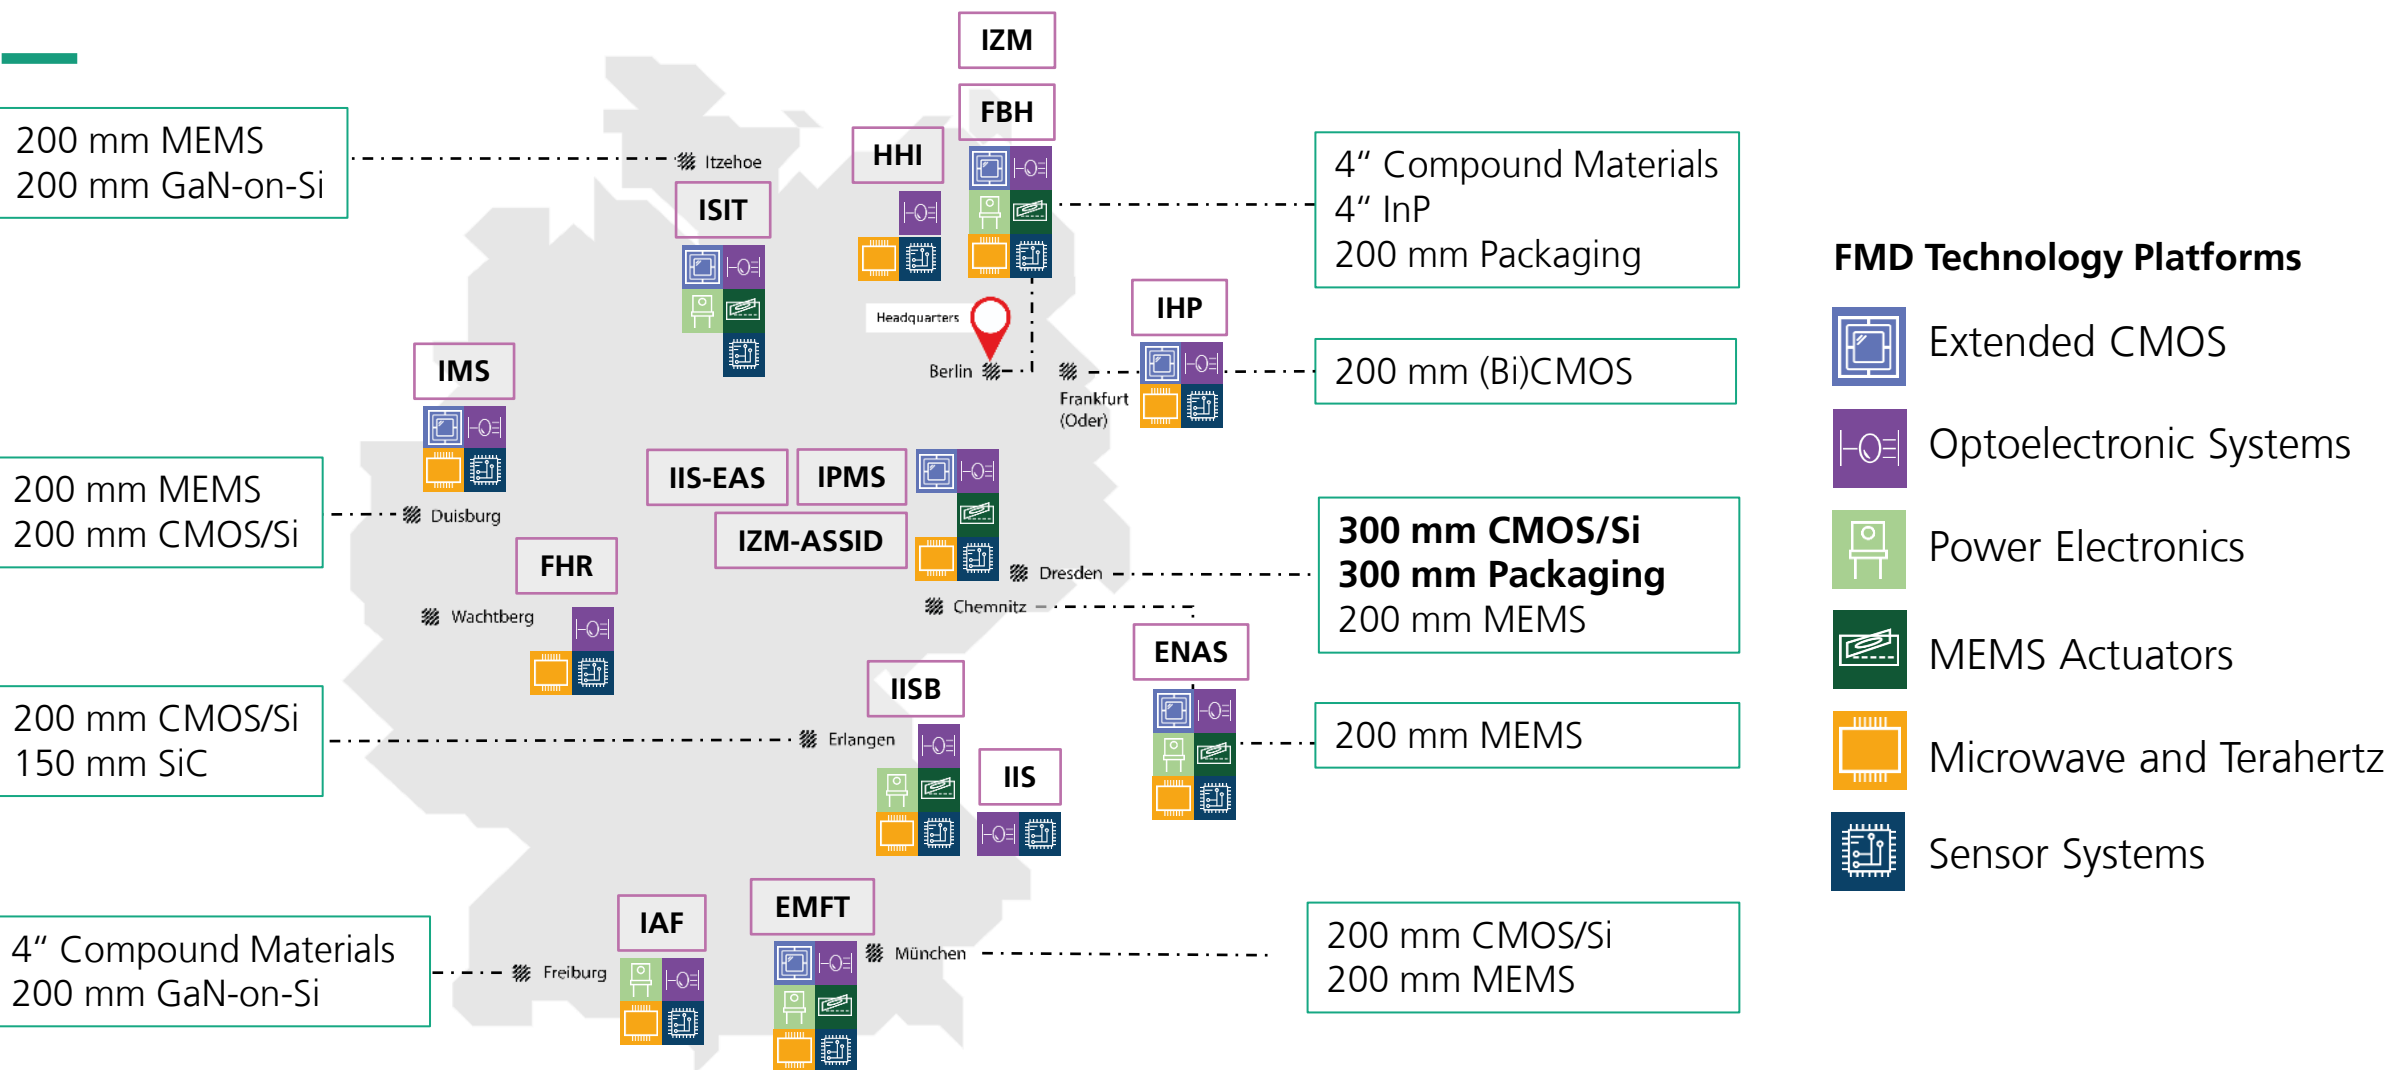 IZM
FBH
HHI
200 mm MEMS
200 mm GaN-on-Si
Itzehoe
ISIT
4“ Compound Materials
4“ InP
200 mm Packaging
FMD Technology Platforms
Extended CMOS
Optoelectronic Systems
Power Electronics
MEMS Actuators
Microwave and Terahertz
Sensor Systems
Headquarters
Berlin
IHP
Frankfurt
(Oder)
200 mm (Bi)CMOS
IMS
200 mm MEMS
200 mm CMOS/Si
Duisburg
IIS-EAS
IPMS
IZM-ASSID
Dresden
300 mm CMOS/Si
300 mm Packaging
200 mm MEMS
FHR
Wachtberg
Chemnitz
ENAS
200 mm MEMS
200 mm CMOS/Si
150 mm SiC
Erlangen
IISB
IIS
4“ Compound Materials
200 mm GaN-on-Si
Freiburg
IAF
EMFT
München
200 mm CMOS/Si
200 mm MEMS